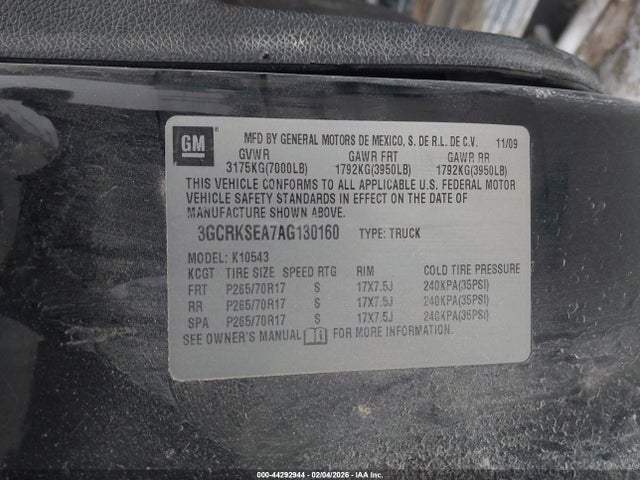 GM
MFD BY GENERAL MOTORS DE MEXICO, S. DE R.L. DE C.V. 11/09
GVWR GAWR FRT GAWR RR
3175KG(7000LB) 1792KG(3950LB) 1792KG(3950LB)
THIS VEHICLE CONFORMS TO ALL APPLICABLE U.S. FEDERAL MOTOR
VEHICLE SAFETY STANDARDS IN EFFECT ON THE DATE OF
MANUFACTURE SHOWN ABOVE.
3GCRKSEA7AG130160 TYPE: TRUCK
MODEL: K10543
KCGT TIRE SIZE SPEED RTG RIM COLD TIRE PRESSURE
FRT P265/70R17 S 17X7.5J 240KPA(35PSI)
RR P265/70R17 S 17X7.5J 240KPA(35PSI)
SPA P265/70R17 S 17X7.5J 240KPA(35PSI)
SEE OWNER'S MANUAL FOR MORE INFORMATION.
000-44292944 - 02/04/2026 - IAA Inc.